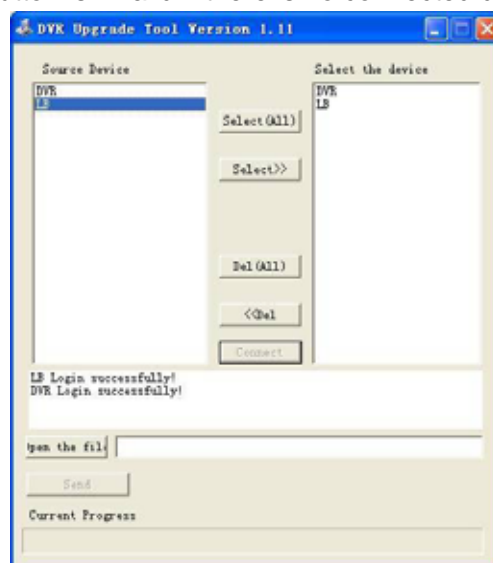 DVR Upgrade Tool Version 1.11
Source Device
Select the device
DVR
LB
DVR
LB
Select(All)
Select>>
Del(All)
<<Del
Connect
LB Login successfully!
DVR Login successfully!
pen the fil
Send
Current Progress